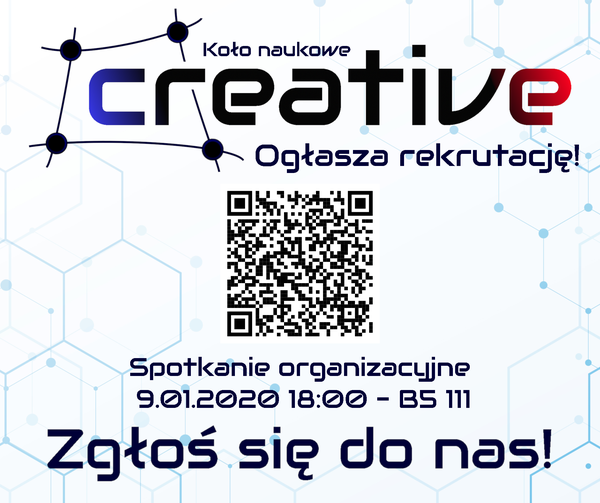 Koło naukowe
creative
Ogłasza rekrutację!
Spotkanie organizacyjne
9.01.2020 18:00 - B5 111
Zgłoś się do nas!